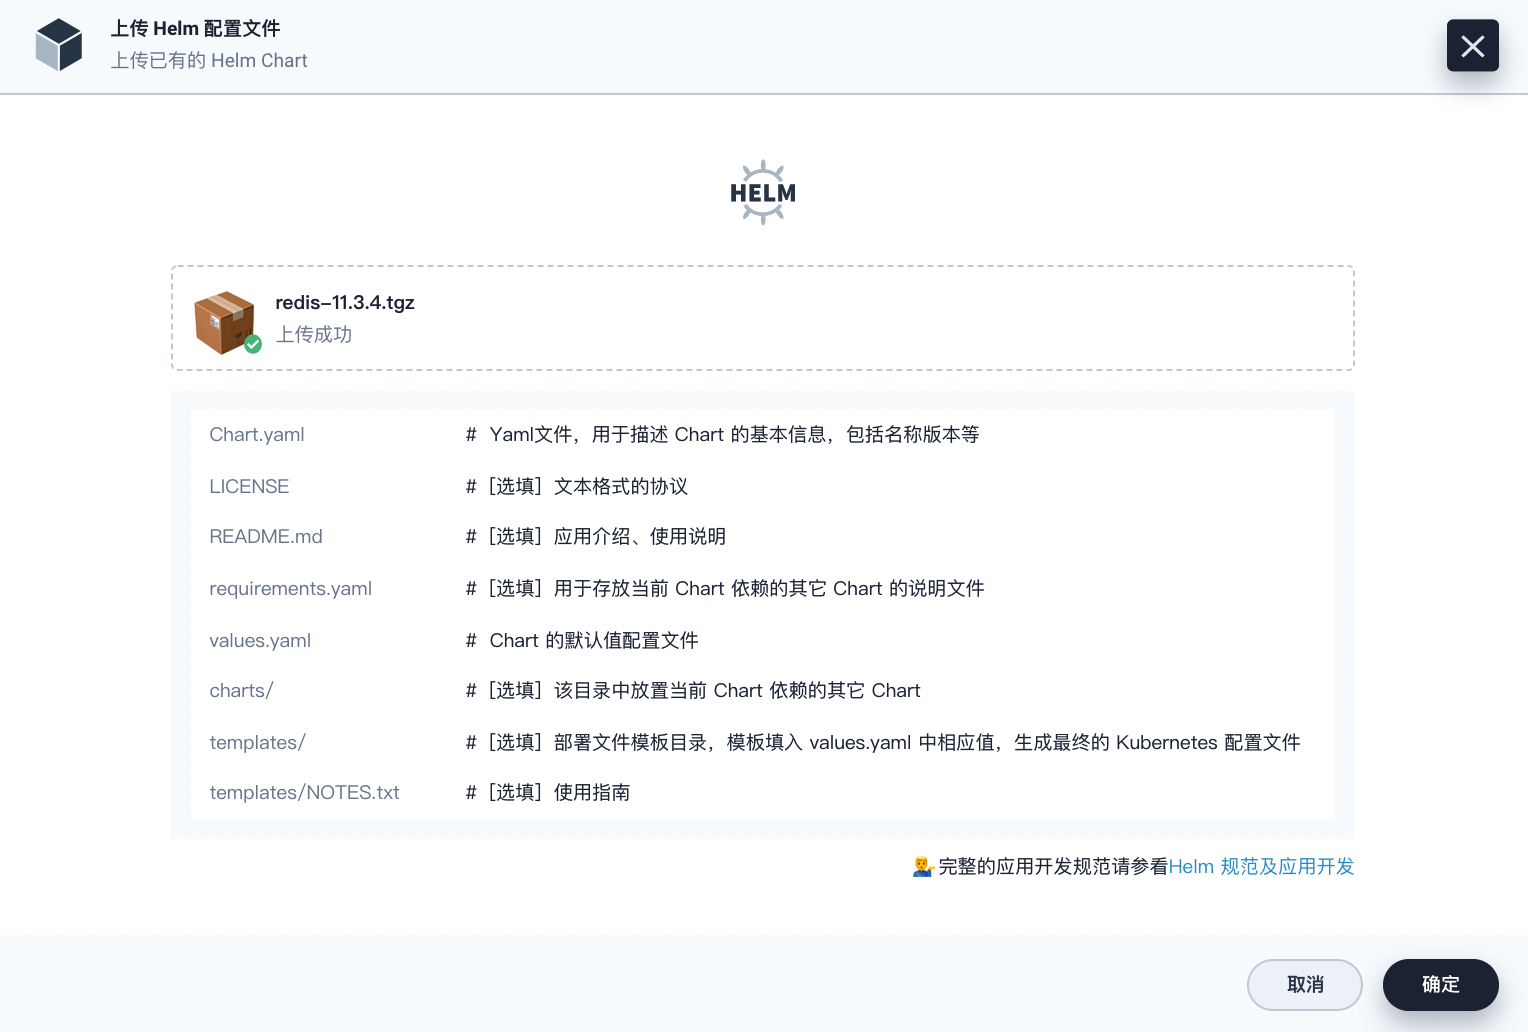 上传 Helm 配置文件
上传已有的 Helm Chart
HELM
redis-11.3.4.tgz
上传成功
Chart.yaml # Yaml文件，用于描述 Chart 的基本信息，包括名称版本等
LICENSE # [选填] 文本格式的协议
README.md # [选填] 应用介绍、使用说明
requirements.yaml # [选填] 用于存放当前 Chart 依赖的其它 Chart 的说明文件
values.yaml # Chart 的默认值配置文件
charts/ # [选填] 该目录中放置当前 Chart 依赖的其它 Chart
templates/ # [选填] 部署文件模板目录，模板填入 values.yaml 中相应值，生成最终的 Kubernetes 配置文件
templates/NOTES.txt # [选填] 使用指南
完整的应用开发规范请参看Helm 规范及应用开发
取消 确定